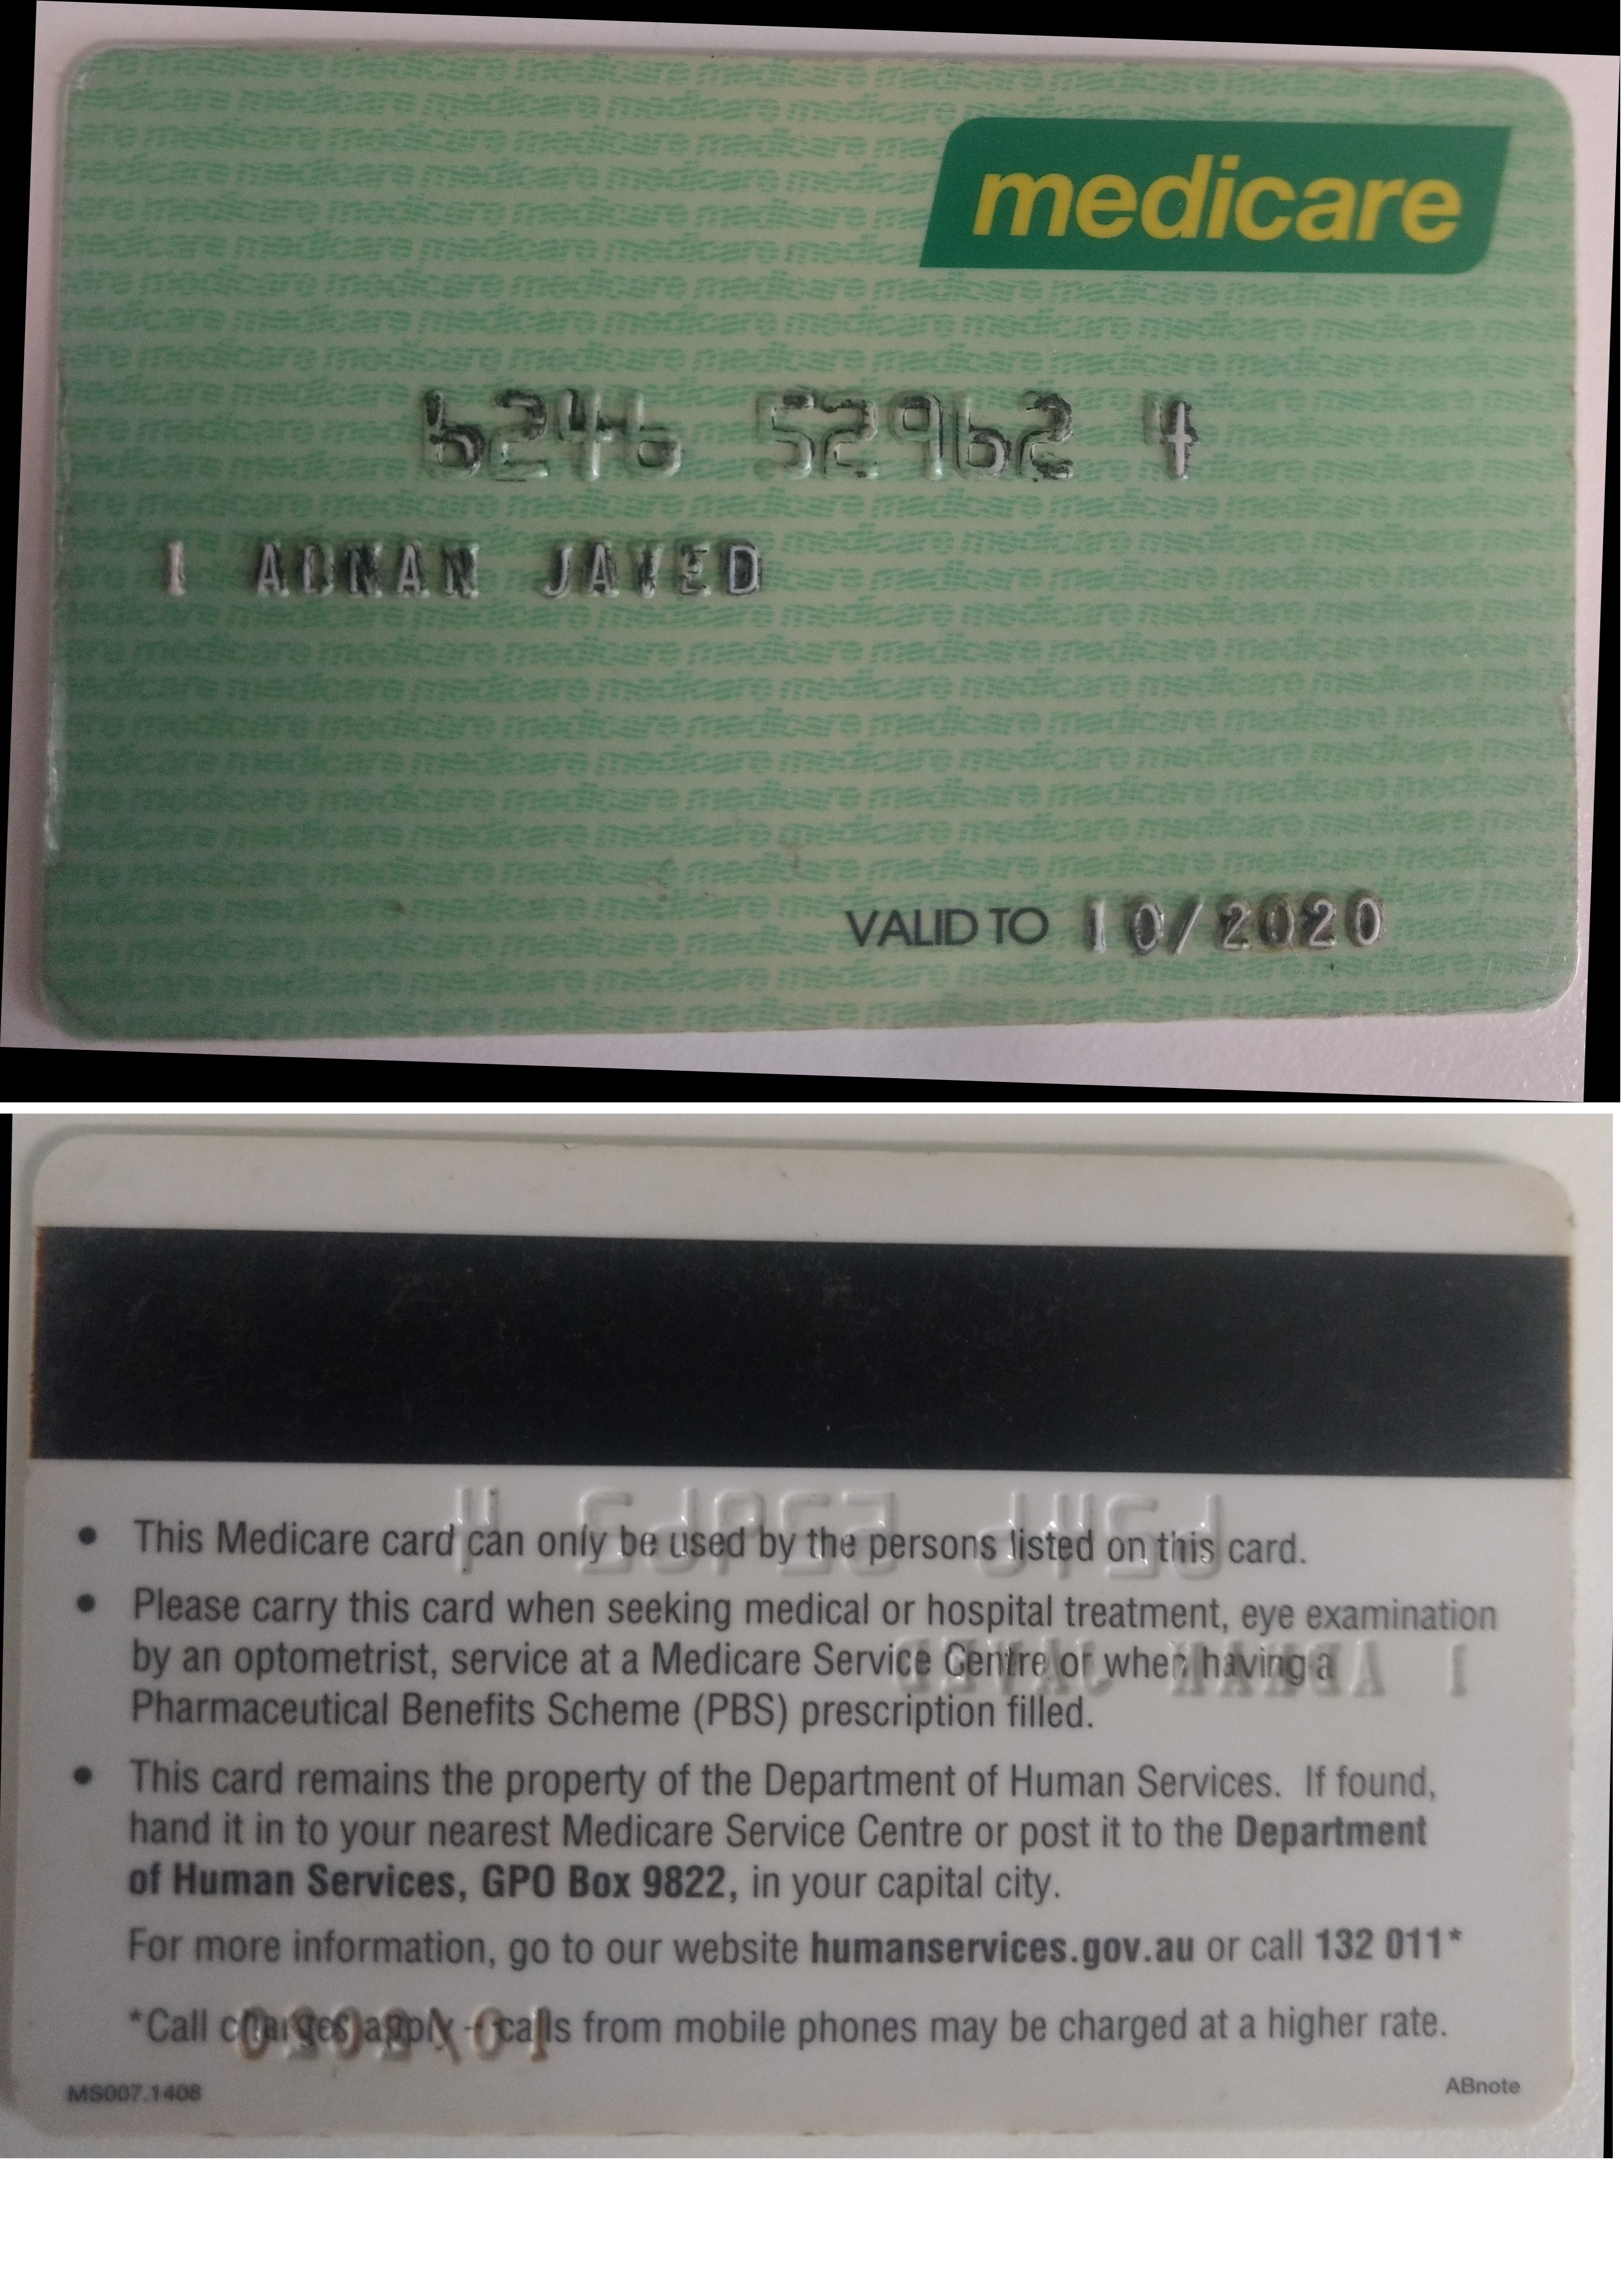 medicare
6246 52962 4
1 ADNAN JAVED
VALID TO 10/2020
• This Medicare card can only be used by the persons listed on this card.
• Please carry this card when seeking medical or hospital treatment, eye examination
by an optometrist, service at a Medicare Service Centre or when having a
Pharmaceutical Benefits Scheme (PBS) prescription filled.
• This card remains the property of the Department of Human Services. If found,
hand it in to your nearest Medicare Service Centre or post it to the Department
of Human Services, GPO Box 9822, in your capital city.
For more information, go to our website humanservices.gov.au or call 132 011*
*Call charges apply - calls from mobile phones may be charged at a higher rate.
MS007.1408
ABnote